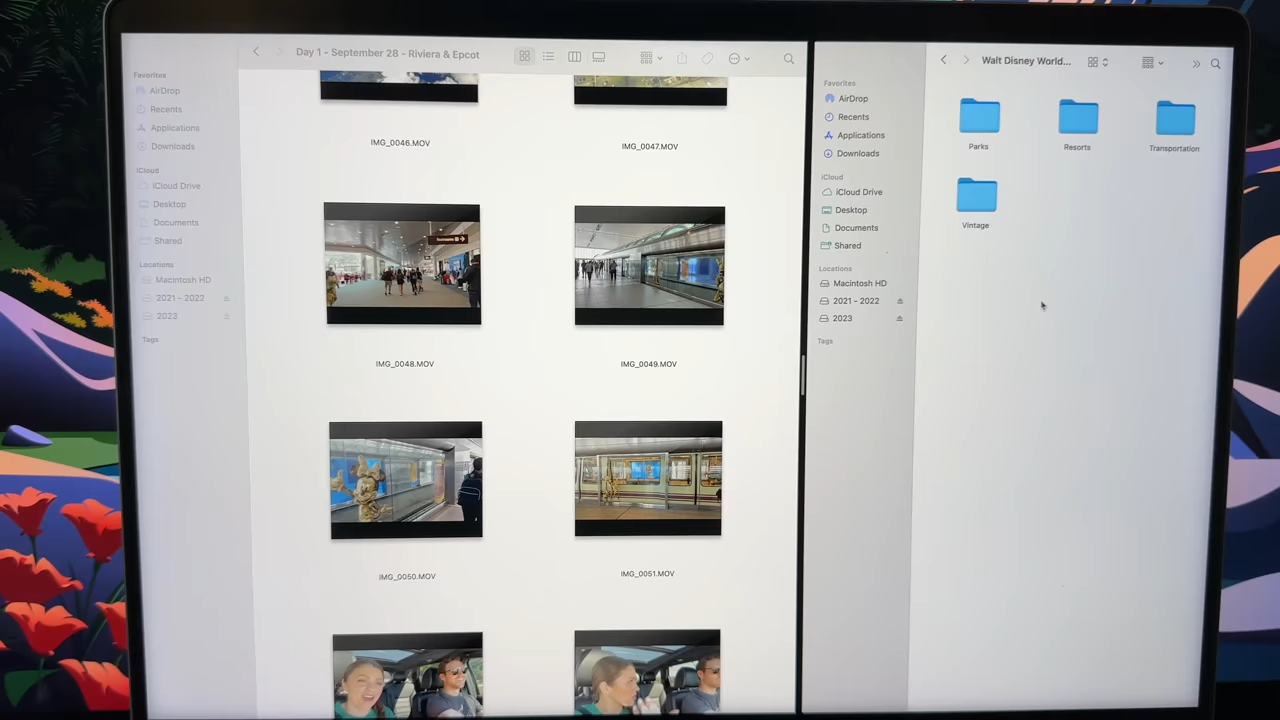 Day 1 - September 28 - Riviera & Epcot
Favorites
AirDrop
Recents
Applications
Downloads
iCloud
iCloud Drive
Desktop
Documents
Shared
Locations
Macintosh HD
2021 - 2022
2023
Tags
IMG_0046.MOV
IMG_0047.MOV
IMG_0048.MOV
IMG_0049.MOV
IMG_0050.MOV
IMG_0051.MOV
Walt Disney World...
Favorites
AirDrop
Recents
Applications
Downloads
iCloud
iCloud Drive
Desktop
Documents
Shared
Locations
Macintosh HD
2021 - 2022
2023
Tags
Parks
Resorts
Transportation
Vintage